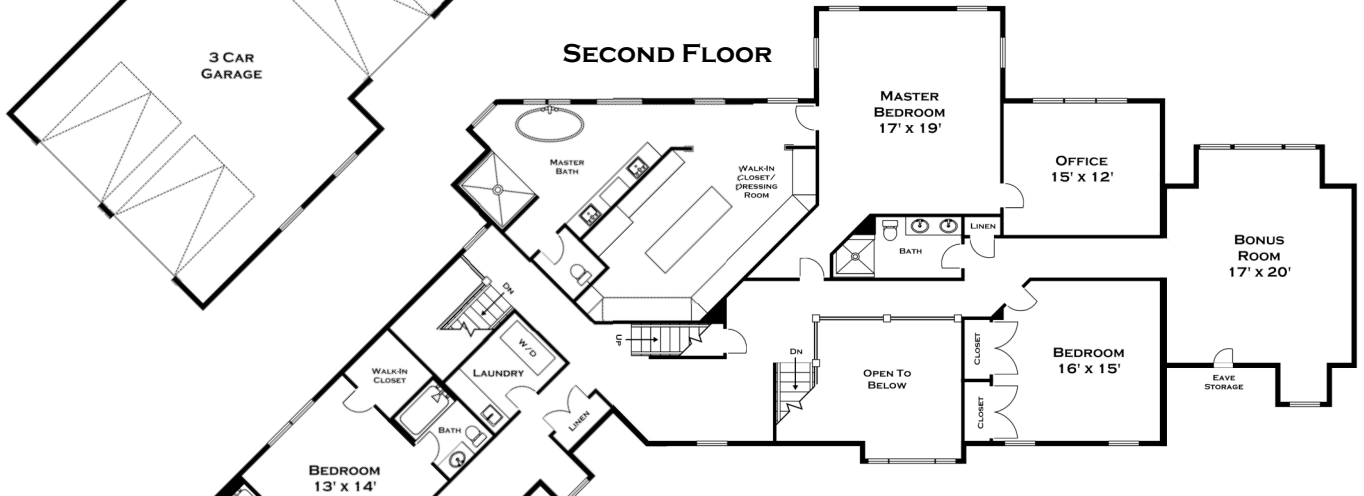 SECOND FLOOR
3 CAR
GARAGE
MASTER
BEDROOM
17' X 19'
OFFICE
15' X 12'
MASTER
BATH
WALK-IN
CLOSET/
DRESSING
ROOM
LINEN
BATH
BONUS
ROOM
17' X 20'
DN
UP
W/D
LAUNDRY
WALK-IN
CLOSET
BATH
LINEN
BEDROOM
13' X 14'
DN
OPEN TO
BELOW
CLOSET
CLOSET
BEDROOM
16' X 15'
EAVE
STORAGE